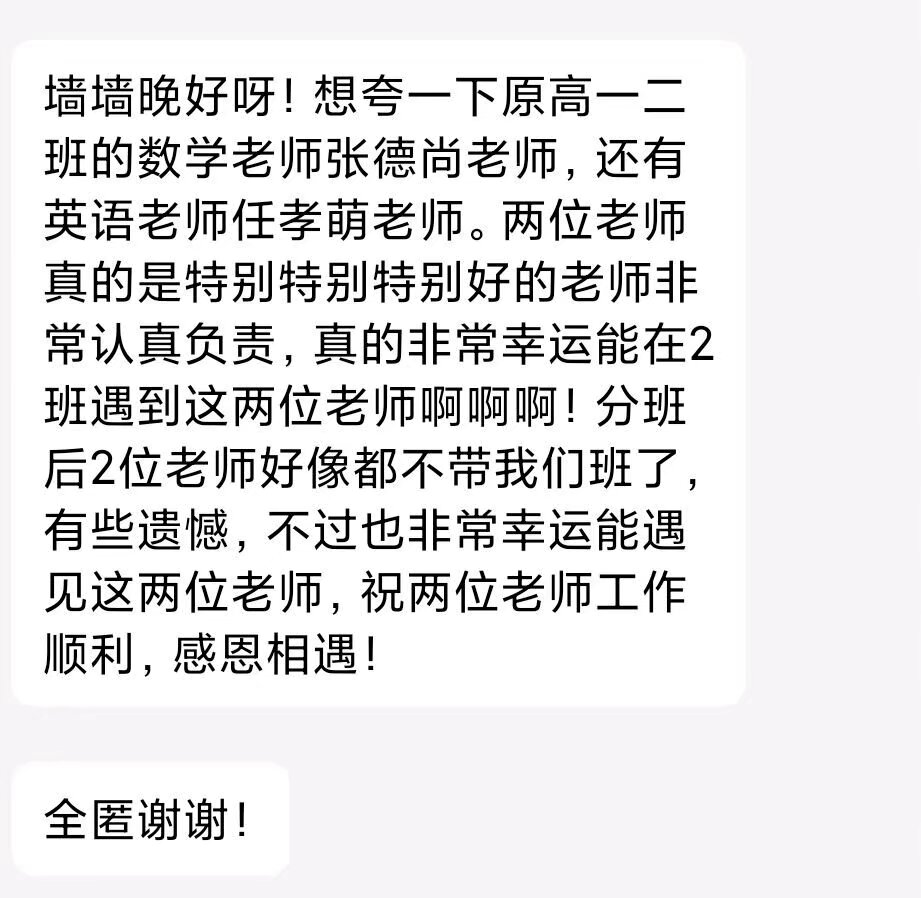 墙墙晚好呀！想夸一下原高一二
班的数学老师张德尚老师，还有
英语老师任孝萌老师。两位老师
真的是特别特别特别好的老师非
常认真负责，真的非常幸运能在2
班遇到这两位老师啊啊啊！分班
后2位老师好像都不带我们班了，
有些遗憾，不过也非常幸运能遇
见这两位老师，祝两位老师工作
顺利，感恩相遇！
全匿谢谢！